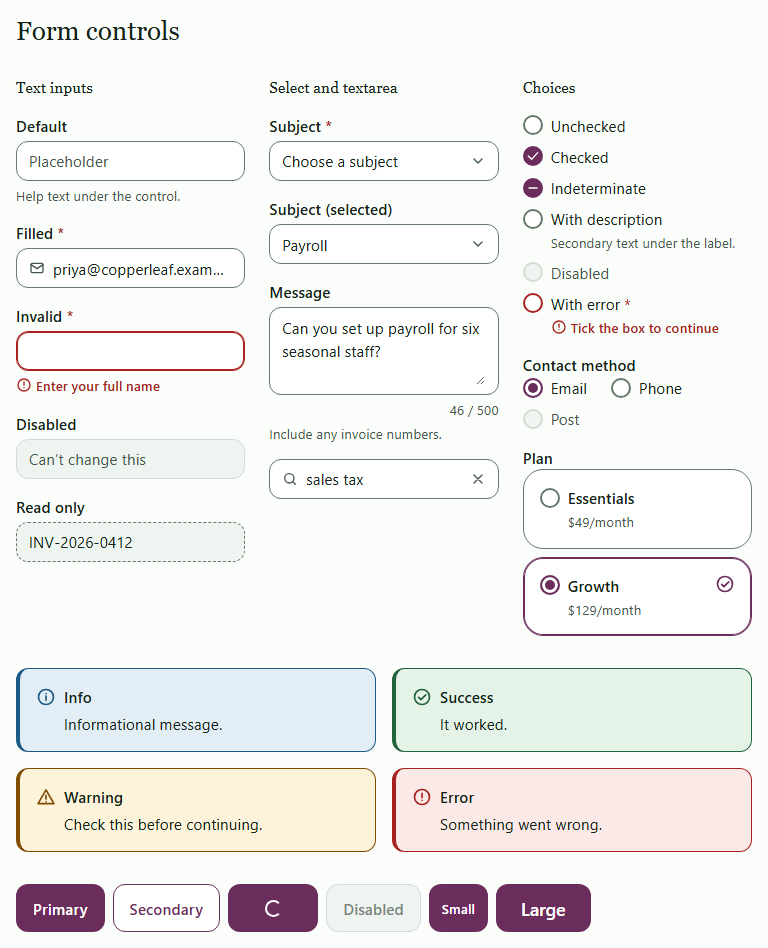 Form controls
Text inputs
Default
Placeholder
Help text under the control.
Filled *
priya@copperleaf.exam...
Invalid *
Enter your full name
Disabled
Can't change this
Read only
INV-2026-0412
Select and textarea
Subject *
Choose a subject
Subject (selected)
Payroll
Message
Can you set up payroll for six
seasonal staff?
46 / 500
Include any invoice numbers.
sales tax
Choices
Unchecked
Checked
Indeterminate
With description
Secondary text under the label.
Disabled
With error *
Tick the box to continue
Contact method
Email
Phone
Post
Plan
Essentials
$49/month
Growth
$129/month
Info
Informational message.
Success
It worked.
Warning
Check this before continuing.
Error
Something went wrong.
Primary
Secondary
Disabled
Small
Large